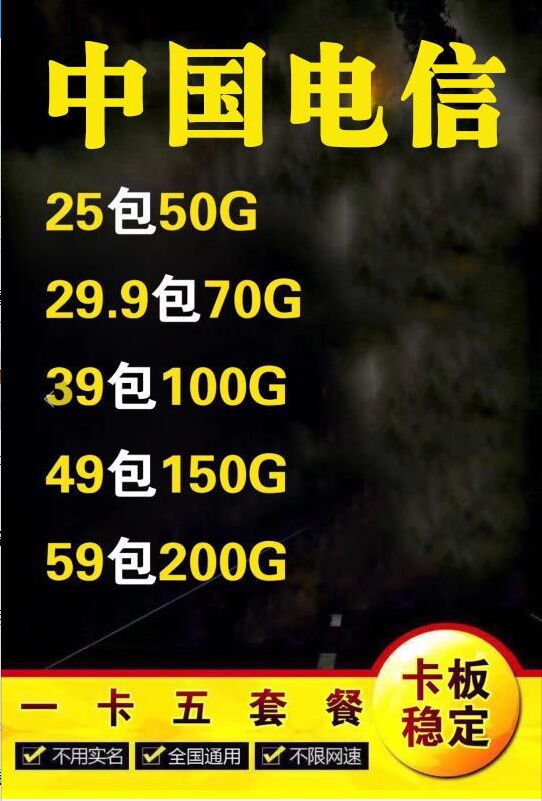 中国电信
25包50G
29.9包70G
39包100G
49包150G
59包200G
一卡五套餐
卡板
稳定
不用实名 全国通用 不限网速